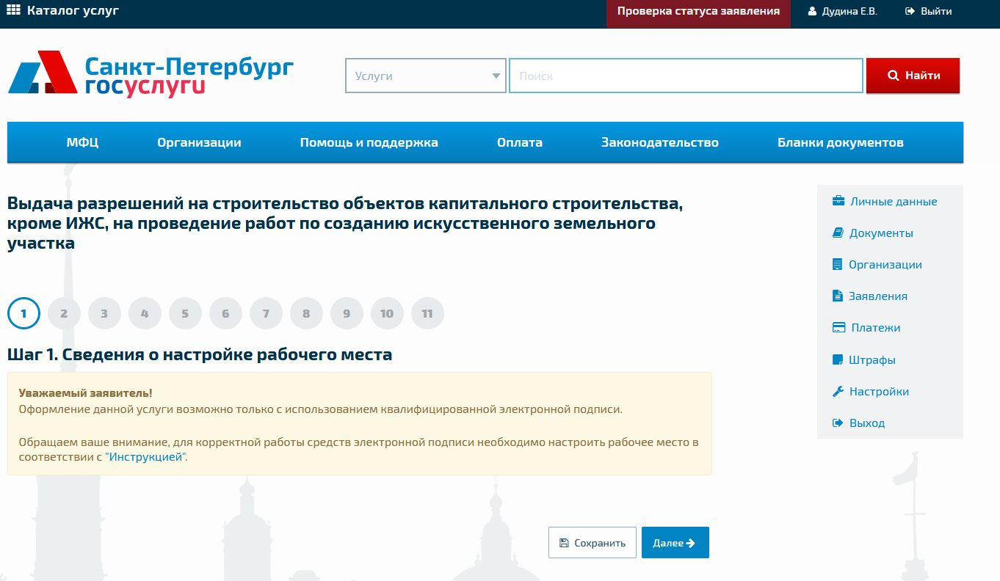 Каталог услуг
Проверка статуса заявления
Дудина Е.В.
Выйти
Санкт-Петербург
госуслуги
Услуги
Поиск
Найти
МФЦ
Организации
Помощь и поддержка
Оплата
Законодательство
Бланки документов
Выдача разрешений на строительство объектов капитального строительства,
кроме ИЖС, на проведение работ по созданию искусственного земельного
участка
1 2 3 4 5 6 7 8 9 10 11
Шаг 1. Сведения о настройке рабочего места
Уважаемый заявитель!
Оформление данной услуги возможно только с использованием квалифицированной электронной подписи.
Обращаем ваше внимание, для корректной работы средств электронной подписи необходимо настроить рабочее место в
соответствии с "Инструкцией".
Сохранить
Далее
Личные данные
Документы
Организации
Заявления
Платежи
Штрафы
Настройки
Выход